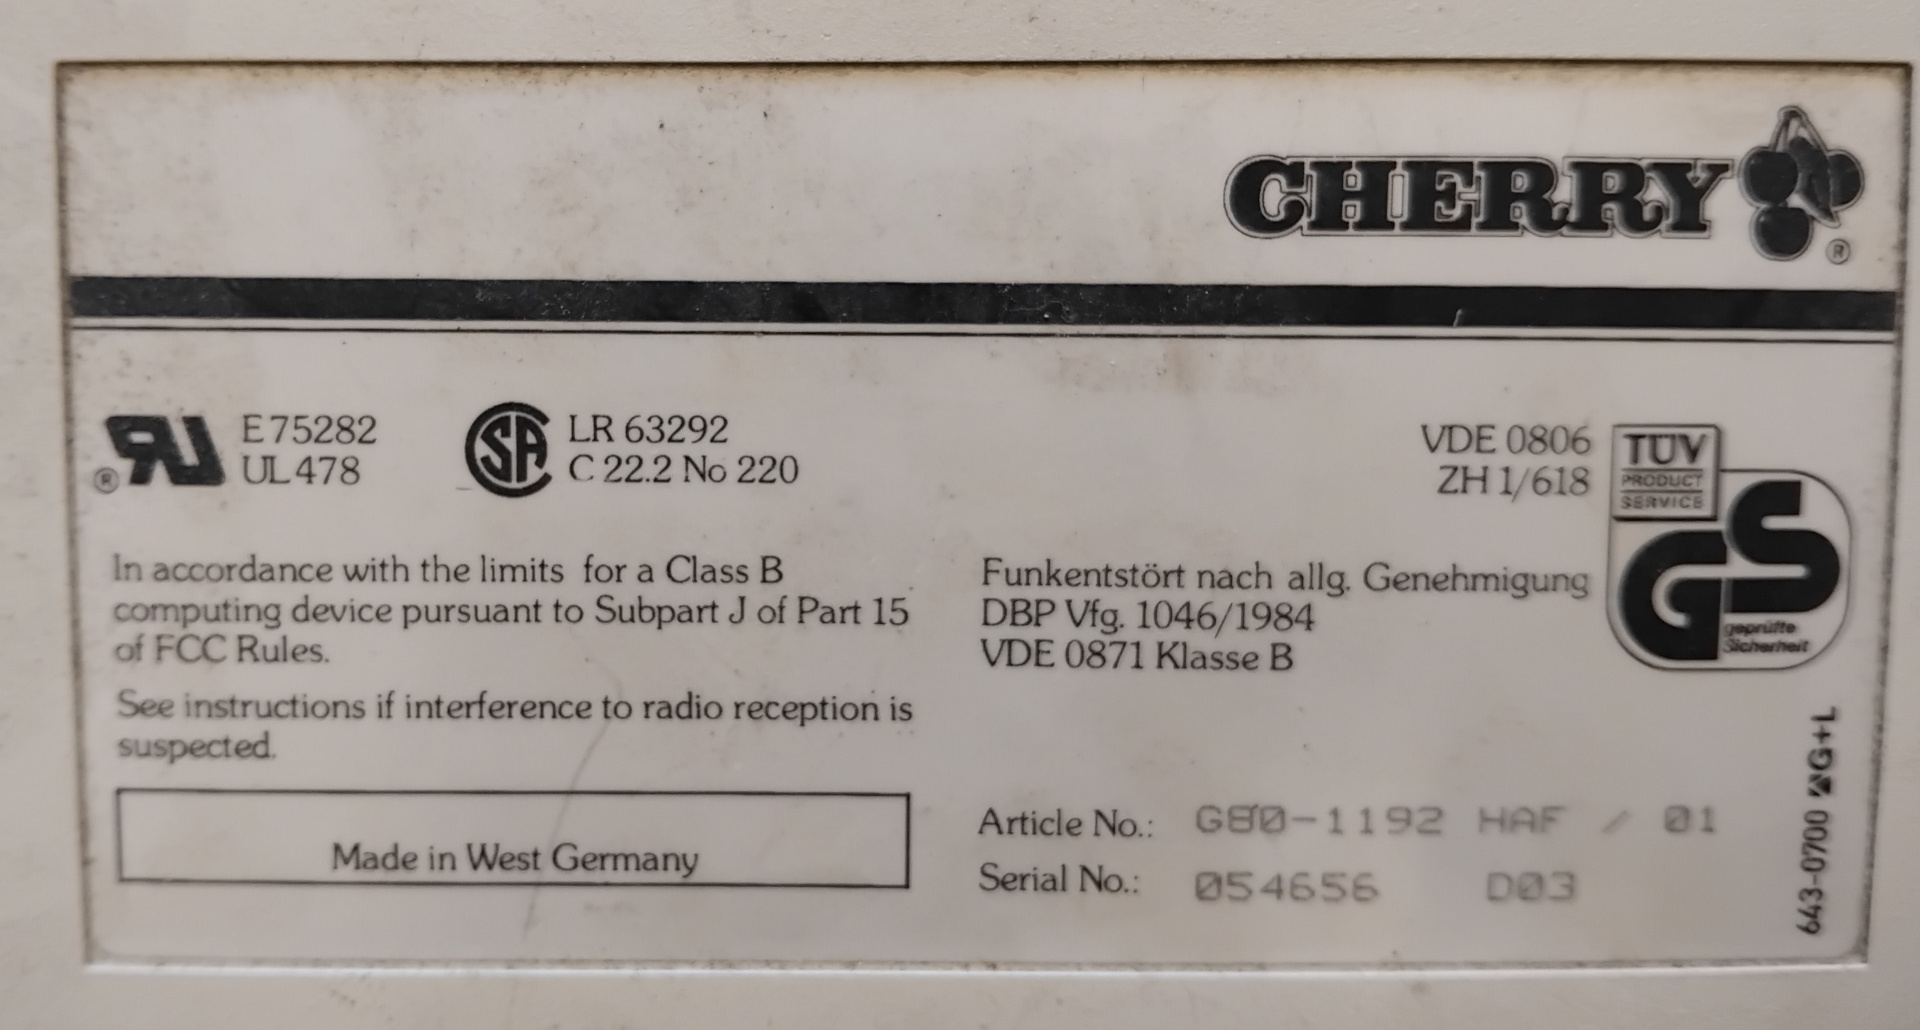 CHERRY
®
E 75282
UL 478
®
LR 63292
C 22.2 No 220
VDE 0806
ZH 1/618
TÜV
PRODUCT
SERVICE
GS
geprüfte
Sicherheit
In accordance with the limits for a Class B
computing device pursuant to Subpart J of Part 15
of FCC Rules.
See instructions if interference to radio reception is
suspected.
Made in West Germany
Funkentstört nach allg. Genehmigung
DBP Vfg. 1046/1984
VDE 0871 Klasse B
Article No.: G80-1192 HAF / 01
Serial No.: 054656 D03
643-0700 G+L